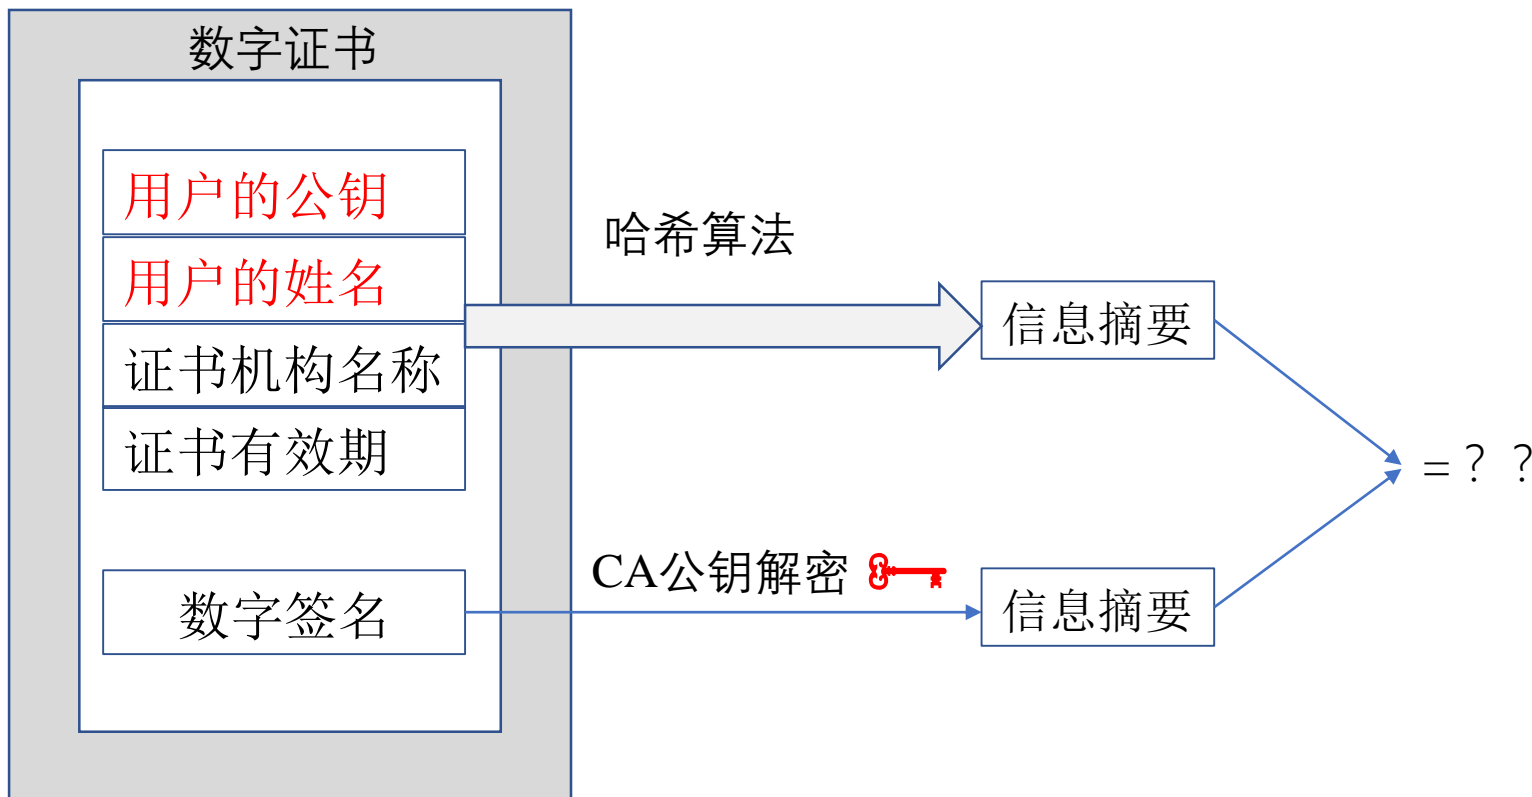 数字证书
用户的公钥
用户的姓名
证书机构名称
证书有效期
数字签名
哈希算法
信息摘要
CA公钥解密
信息摘要
=？？